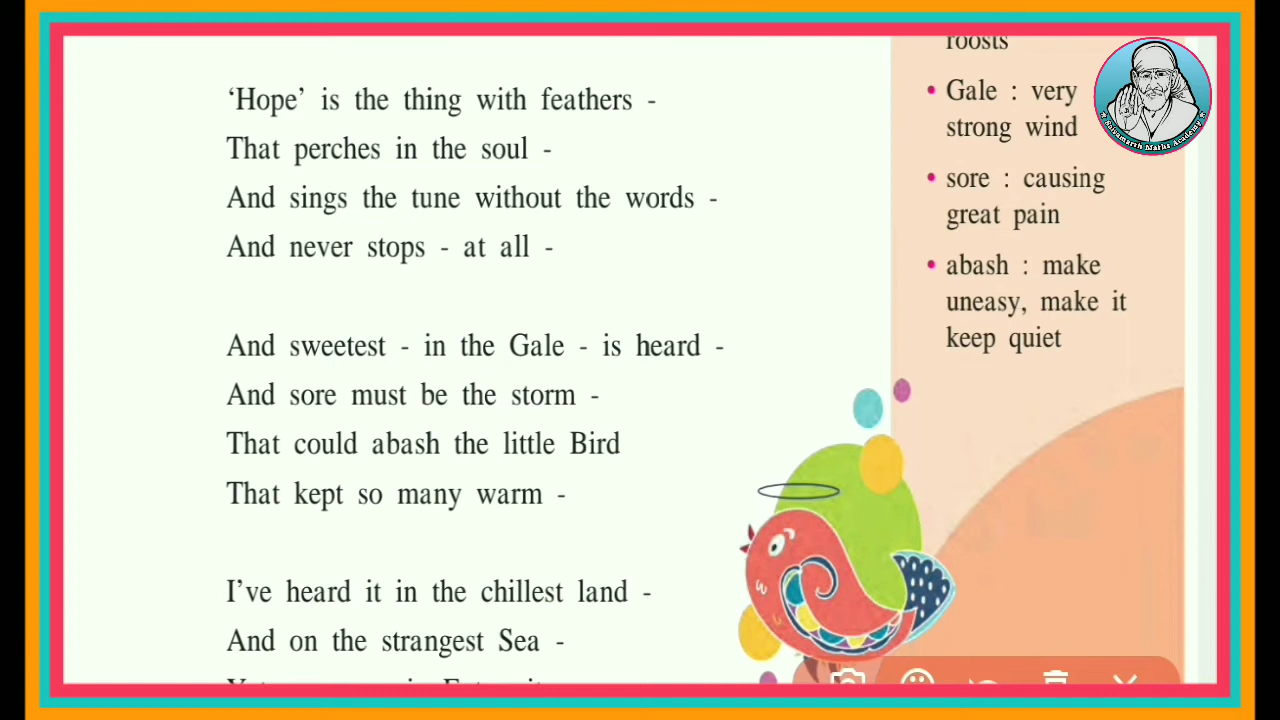 ‘Hope’ is the thing with feathers -
That perches in the soul -
And sings the tune without the words -
And never stops - at all -
And sweetest - in the Gale - is heard -
And sore must be the storm -
That could abash the little Bird
That kept so many warm -
I’ve heard it in the chillest land -
And on the strangest Sea -
roosts
• Gale : very
strong wind
• sore : causing
great pain
• abash : make
uneasy, make it
keep quiet